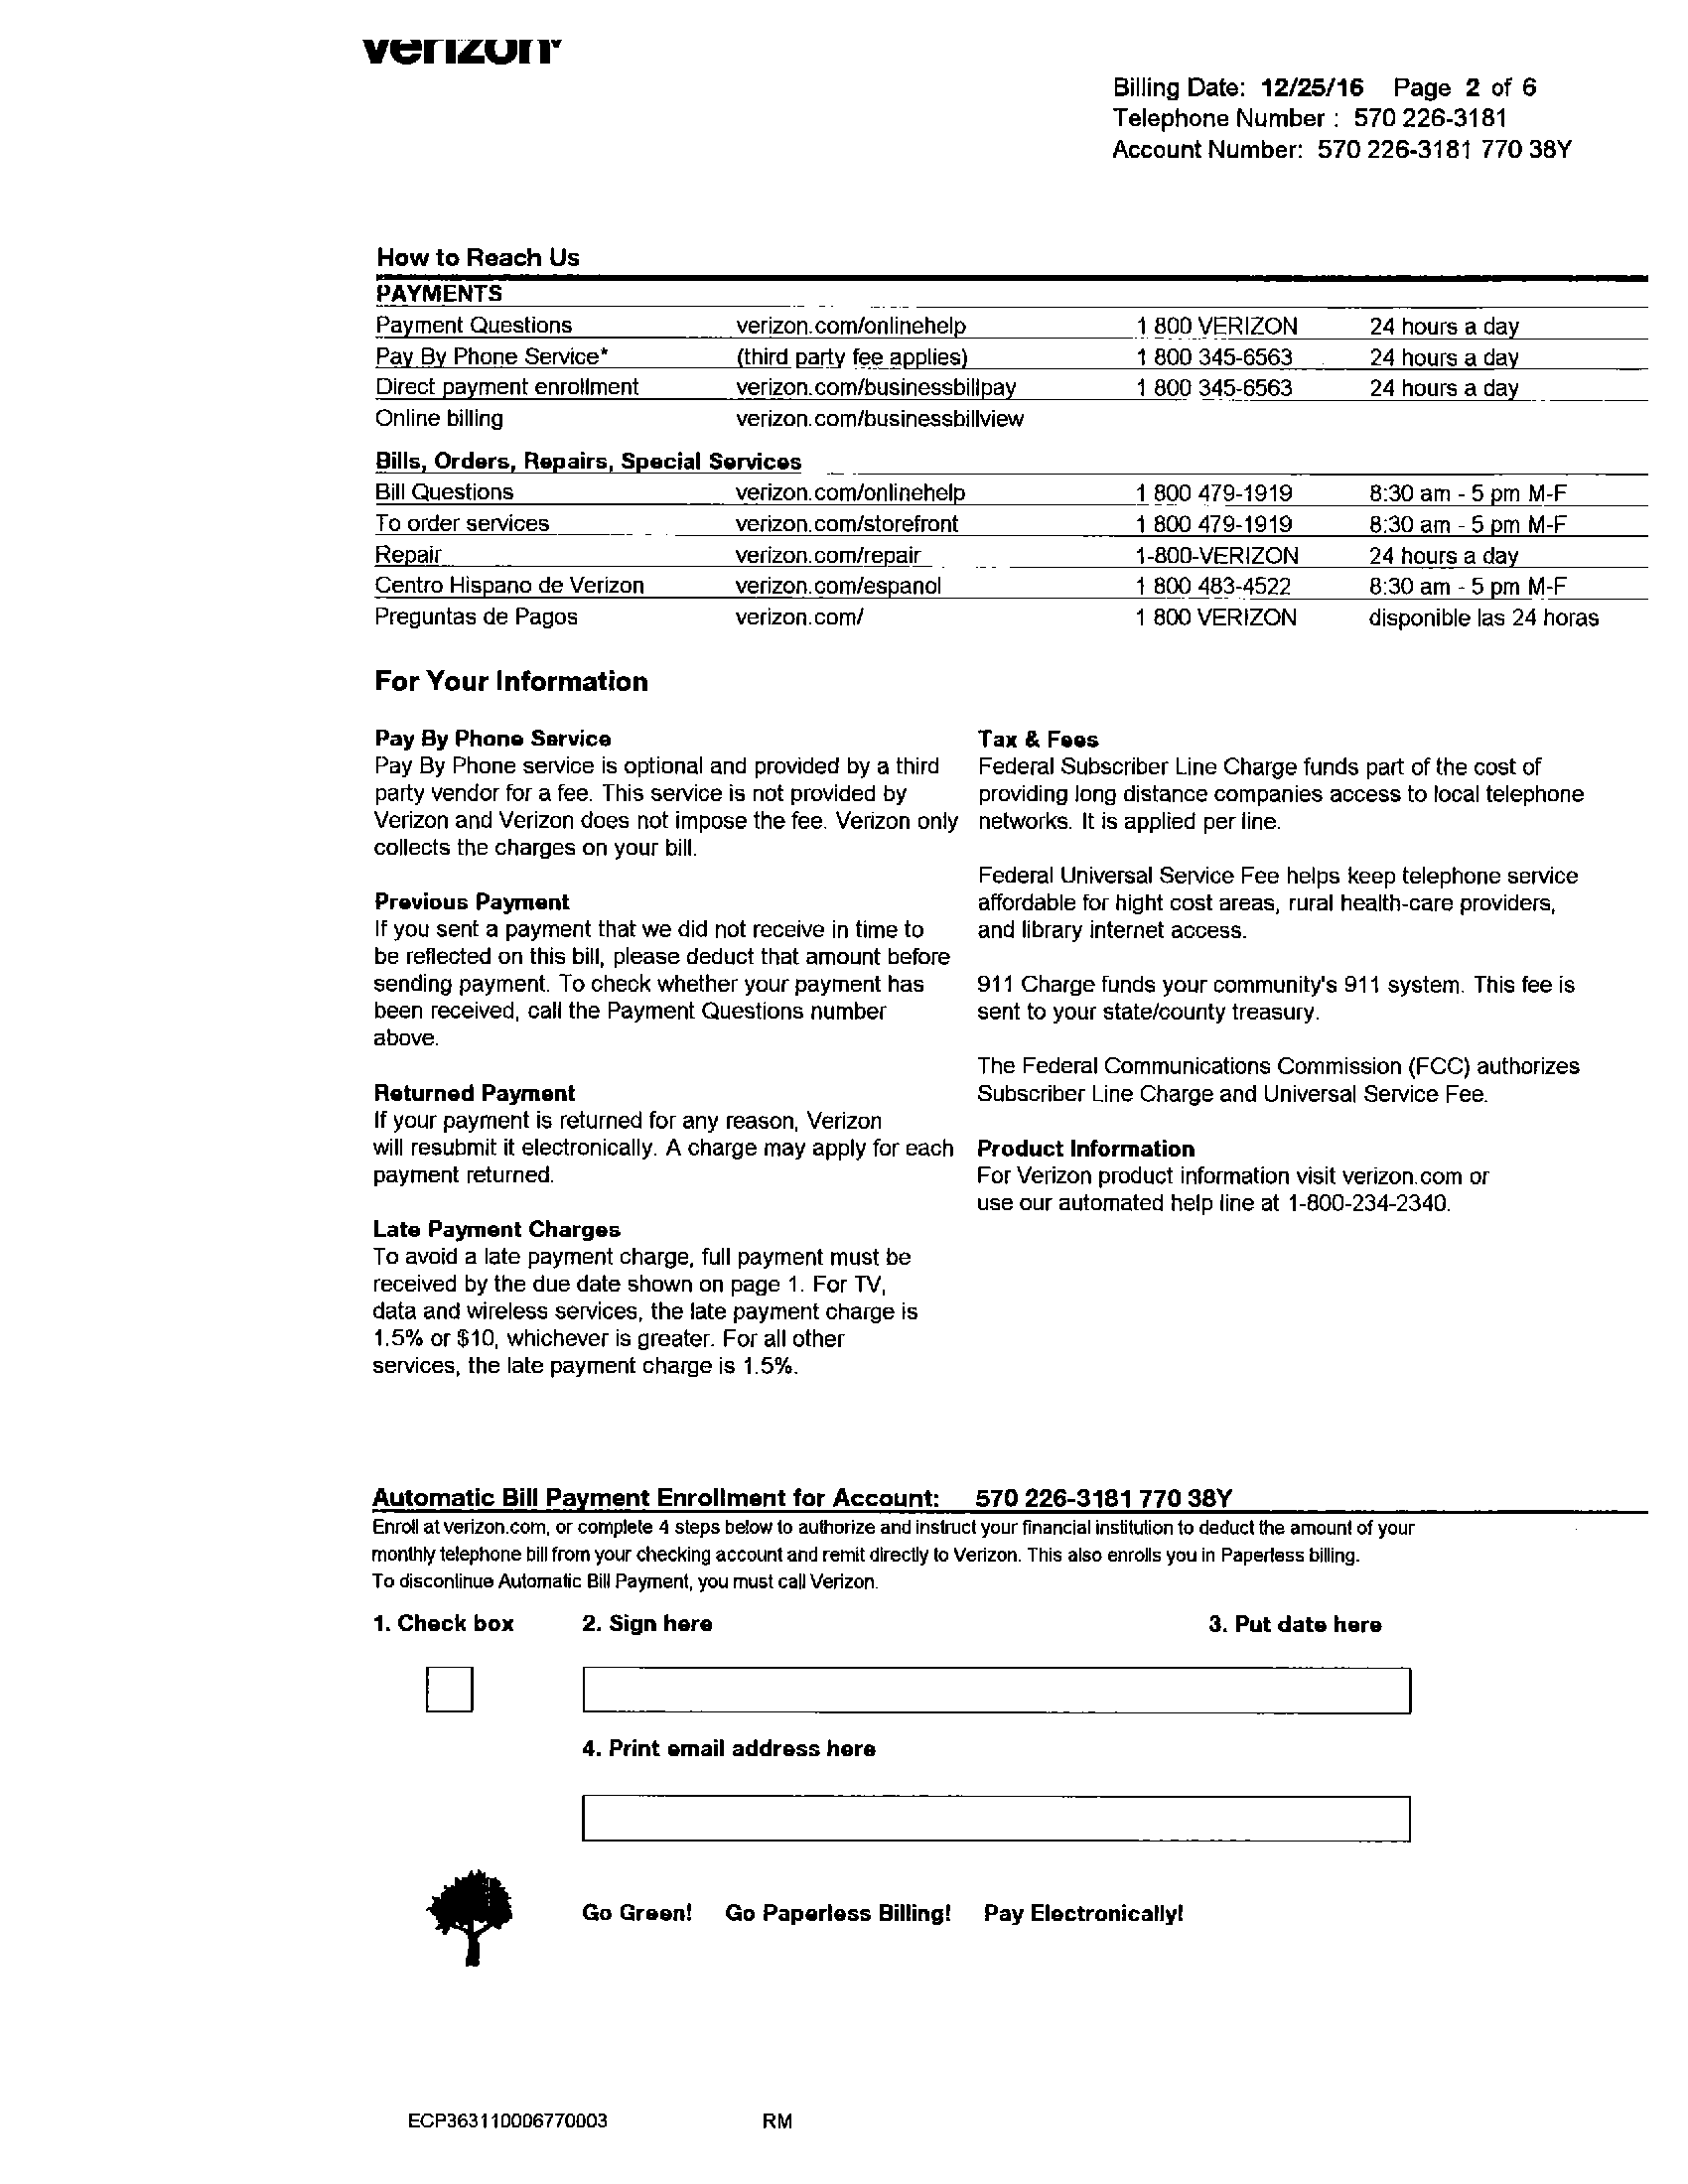 verizon
Billing Date: 12/25/16 Page 2 of 6
Telephone Number : 570 226-3181
Account Number: 570 226-3181 770 38Y
How to Reach Us
PAYMENTS
Payment Questions verizon.com/onlinehelp 1 800 VERIZON 24 hours a day
Pay By Phone Service* (third party fee applies) 1 800 345-6563 24 hours a day
Direct payment enrollment verizon.com/businessbillpay 1 800 345-6563 24 hours a day
Online billing verizon.com/businessbillview
Bills, Orders, Repairs, Special Services
Bill Questions verizon.com/onlinehelp 1 800 479-1919 8:30 am - 5 pm M-F
To order services verizon.com/storefront 1 800 479-1919 8:30 am - 5 pm M-F
Repair verizon.com/repair 1-800-VERIZON 24 hours a day
Centro Hispano de Verizon verizon.com/espanol 1 800 483-4522 8:30 am - 5 pm M-F
Preguntas de Pagos verizon.com/ 1 800 VERIZON disponible las 24 horas
For Your Information
Pay By Phone Service
Pay By Phone service is optional and provided by a third
party vendor for a fee. This service is not provided by
Verizon and Verizon does not impose the fee. Verizon only
collects the charges on your bill.
Previous Payment
If you sent a payment that we did not receive in time to
be reflected on this bill, please deduct that amount before
sending payment. To check whether your payment has
been received, call the Payment Questions number
above.
Returned Payment
If your payment is returned for any reason, Verizon
will resubmit it electronically. A charge may apply for each
payment returned.
Late Payment Charges
To avoid a late payment charge, full payment must be
received by the due date shown on page 1. For TV,
data and wireless services, the late payment charge is
1.5% or $10, whichever is greater. For all other
services, the late payment charge is 1.5%.
Tax & Fees
Federal Subscriber Line Charge funds part of the cost of
providing long distance companies access to local telephone
networks. It is applied per line.
Federal Universal Service Fee helps keep telephone service
affordable for hight cost areas, rural health-care providers,
and library internet access.
911 Charge funds your community's 911 system. This fee is
sent to your state/county treasury.
The Federal Communications Commission (FCC) authorizes
Subscriber Line Charge and Universal Service Fee.
Product Information
For Verizon product information visit verizon.com or
use our automated help line at 1-800-234-2340.
Automatic Bill Payment Enrollment for Account: 570 226-3181 770 38Y
Enroll at verizon.com, or complete 4 steps below to authorize and instruct your financial institution to deduct the amount of your
monthly telephone bill from your checking account and remit directly to Verizon. This also enrolls you in Paperless billing.
To discontinue Automatic Bill Payment, you must call Verizon.
1. Check box 2. Sign here 3. Put date here
4. Print email address here
Go Green! Go Paperless Billing! Pay Electronically!
ECP363110006770003 RM